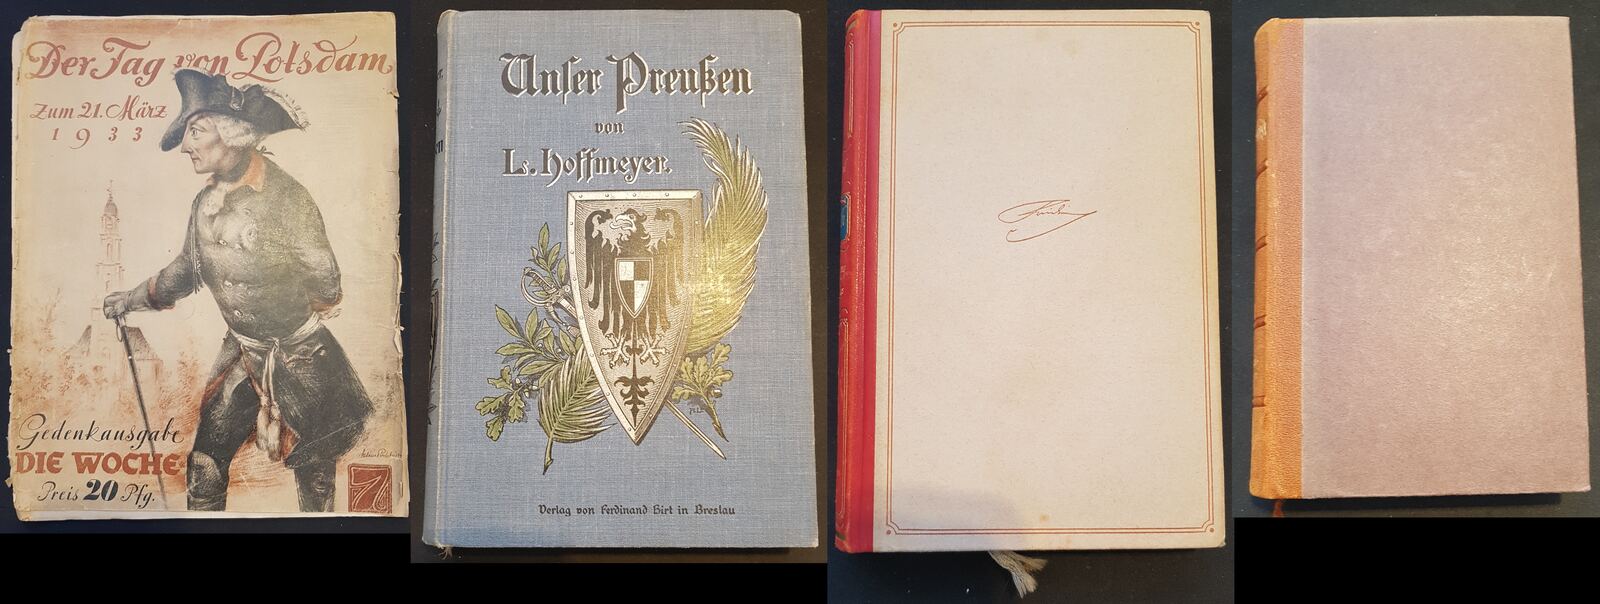 Der Tag von Potsdam
Zum 21. März
1933
Gedenkausgabe
DIE WOCHE
Preis 20 Pfg.
Unser Preußen
von
L. Hoffmeyer.
Verlag von Ferdinand Hirt in Breslau